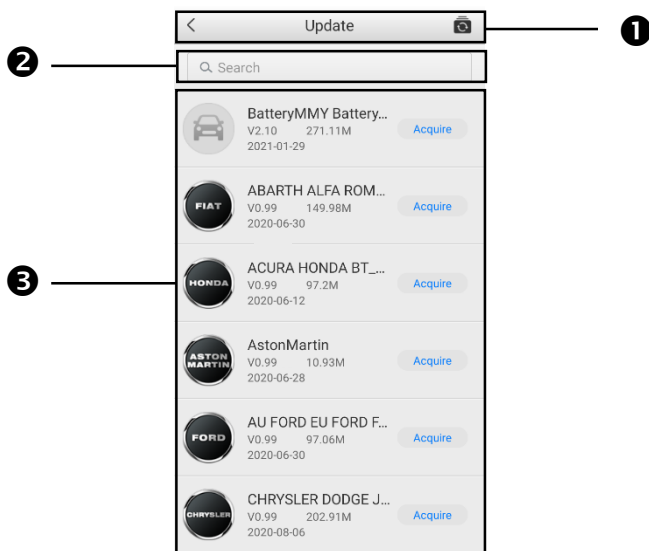 Update
❶
❷
Search
BatteryMMY Battery...
V2.10 271.11M
Acquire
2021-01-29
FIAT
ABARTH ALFA ROM...
V0.99 149.98M
Acquire
2020-06-30
❸
HONDA
ACURA HONDA BT_...
V0.99 97.2M
Acquire
2020-06-12
ASTON
MARTIN
AstonMartin
V0.99 10.93M
Acquire
2020-06-28
FORD
AU FORD EU FORD F...
V0.99 97.06M
Acquire
2020-06-30
CHRYSLER
CHRYSLER DODGE J...
V0.99 202.91M
Acquire
2020-08-06